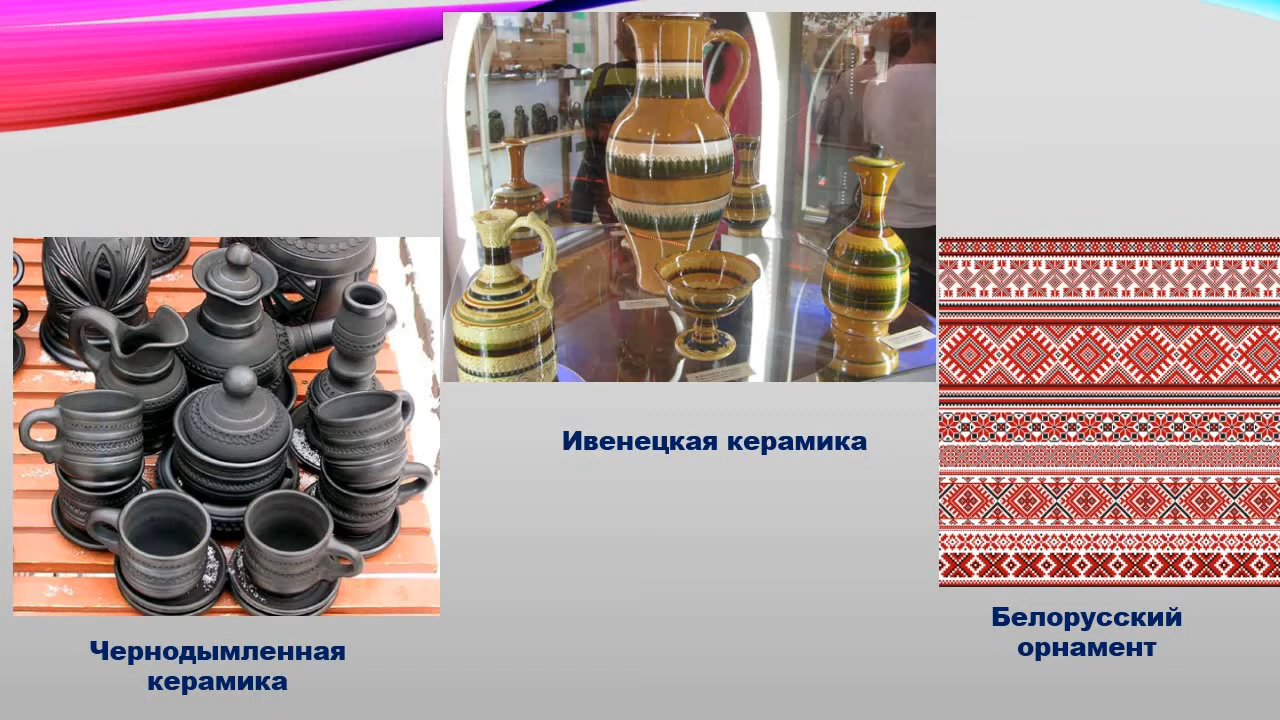 Ивенецкая керамика
Белорусский
орнамент
Чернодымленная
керамика